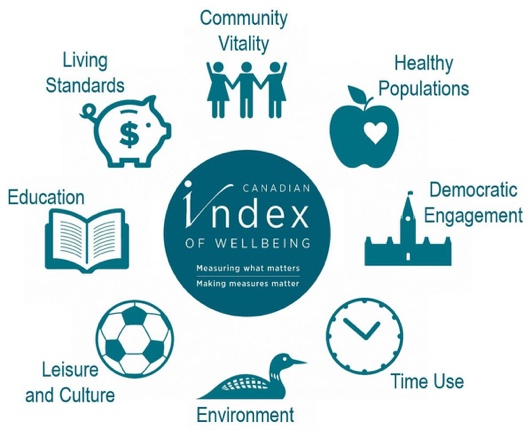 Community
Vitality
Living
Standards
$
Healthy
Populations
Education
CANADIAN
index
OF WELLBEING
Measuring what matters
Making measures matter
Democratic
Engagement
Leisure
and Culture
Time Use
Environment